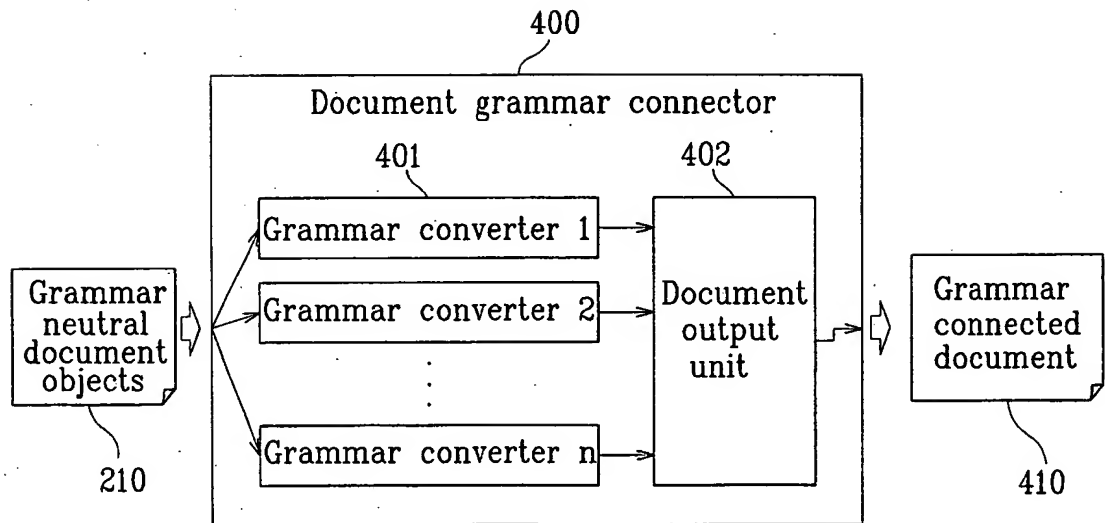 400
Document grammar connector
401
402
Grammar converter 1
Grammar converter 2
Grammar converter n
Grammar
neutral
document
objects
Document
output
unit
Grammar
connected
document
210
410